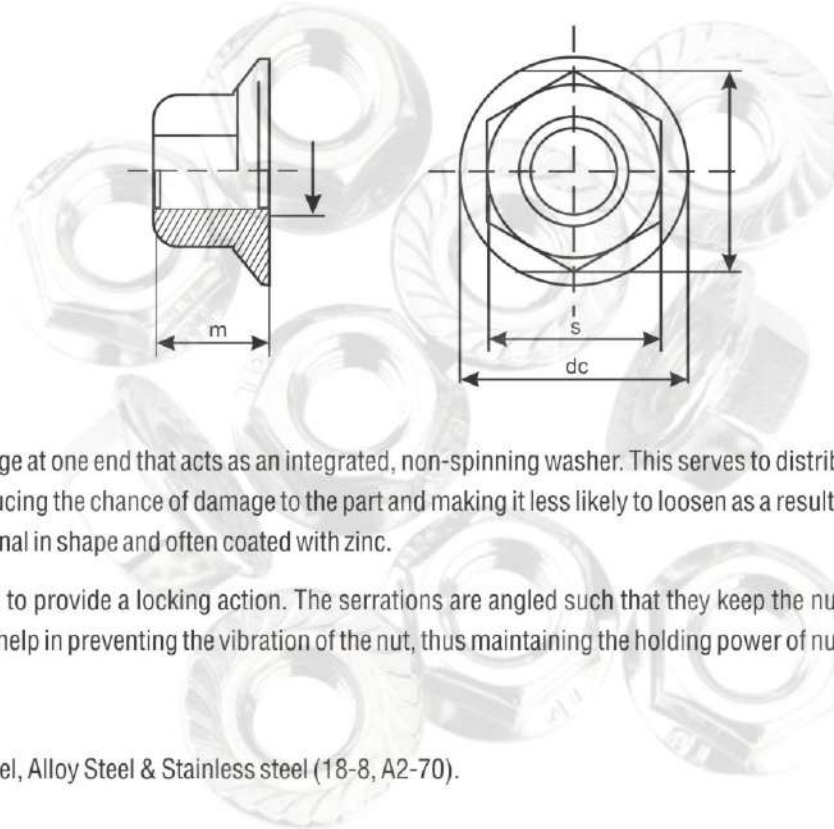 m
s
dc
ge at one end that acts as an integrated, non-spinning washer. This serves to distrib
ucing the chance of damage to the part and making it less likely to loosen as a result
nal in shape and often coated with zinc.
to provide a locking action. The serrations are angled such that they keep the nu
help in preventing the vibration of the nut, thus maintaining the holding power of nu
el, Alloy Steel & Stainless steel (18-8, A2-70).